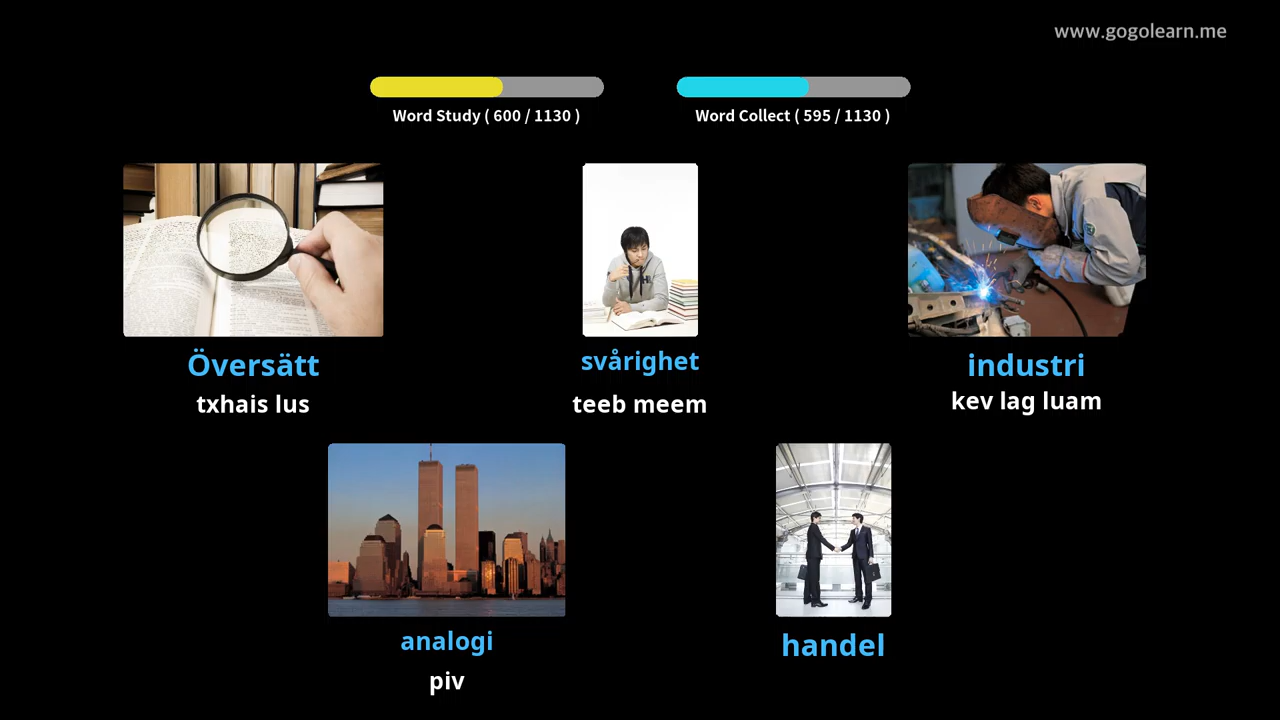 www.gogolearn.me
Word Study ( 600 / 1130 )
Word Collect ( 595 / 1130 )
Översätt
txhais lus
svårighet
teeb meem
industri
kev lag luam
analogi
piv
handel